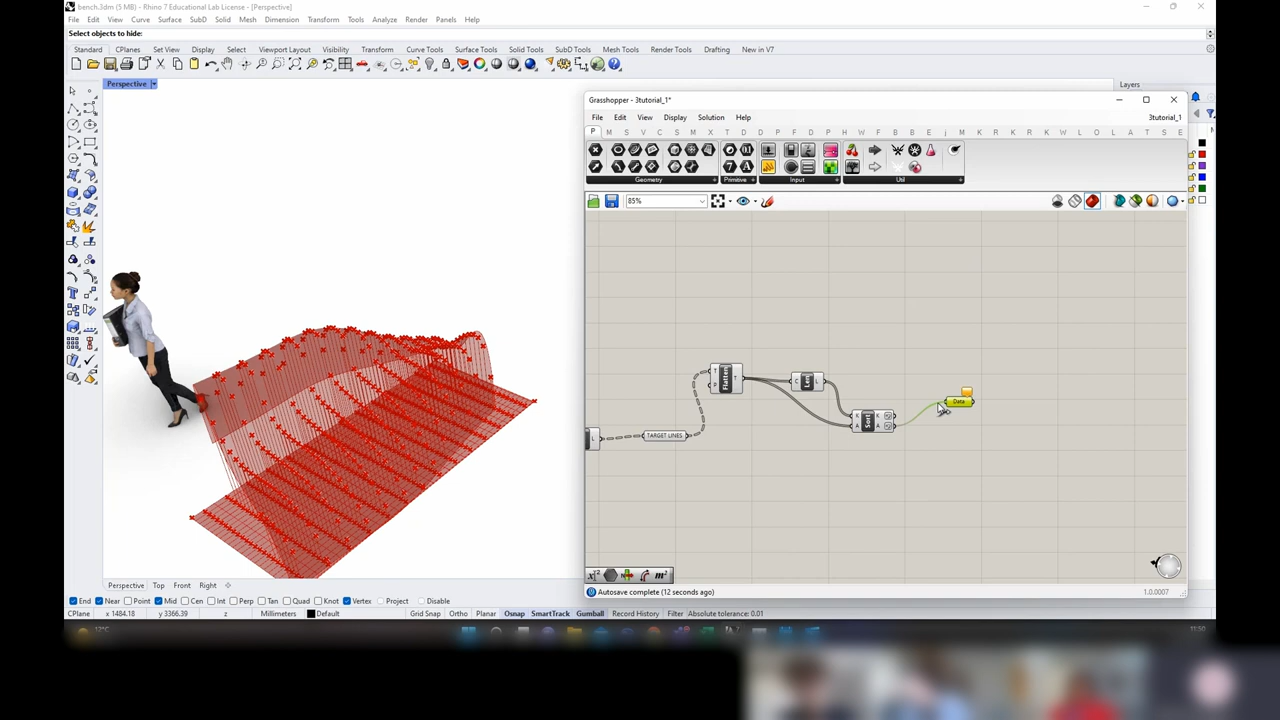 bench.3dm (5 MB) - Rhino 7 Educational Lab License - [Perspective]
File Edit View Curve Surface SubD Solid Mesh Dimension Transform Tools Analyze Render Panels Help
Select objects to hide:
Standard CPlanes Set View Display Select Viewport Layout Visibility Transform Curve Tools Surface Tools Solid Tools SubD Tools Mesh Tools Render Tools Drafting New in V7
Perspective
Layers
Grasshopper - 3tutorial_1*
File Edit View Display Solution Help
3tutorial_1
P M S V C S M X T D D D P F D K P H W F B B L M W L A E L P C O A R T S E
Geometry Primitive Input Util
85%
Flatten
T
P
T
C Len L
K Sort K
A A
L
TARGET LINES
Data
Autosave complete (12 seconds ago)
1.0.0007
Perspective Top Front Right
End Near Point Mid Cen Int Perp Tan Quad Knot Vertex Project Disable
CPlane x 1484.18 y 3366.39 z Millimeters Default Grid Snap Ortho Planar Osnap SmartTrack Gumball Record History Filter Absolute tolerance: 0.01
12°C
11:50